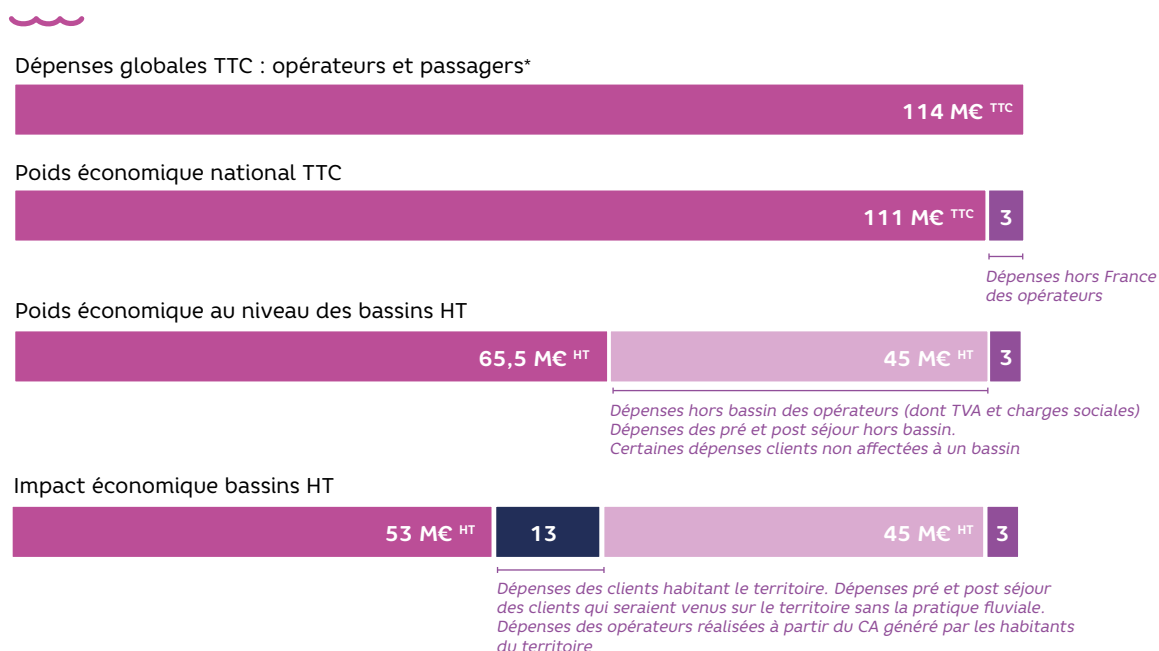 Dépenses globales TTC : opérateurs et passagers*
114 M€ TTC
Poids économique national TTC
111 M€ TTC
3
Dépenses hors France
des opérateurs
Poids économique au niveau des bassins HT
65,5 M€ HT
45 M€ HT
3
Dépenses hors bassin des opérateurs (dont TVA et charges sociales)
Dépenses des pré et post séjour hors bassin.
Certaines dépenses clients non affectées à un bassin
Impact économique bassins HT
53 M€ HT
13
45 M€ HT
3
Dépenses des clients habitant le territoire. Dépenses pré et post séjour
des clients qui seraient venus sur le territoire sans la pratique fluviale.
Dépenses des opérateurs réalisées à partir du CA généré par les habitants
du territoire